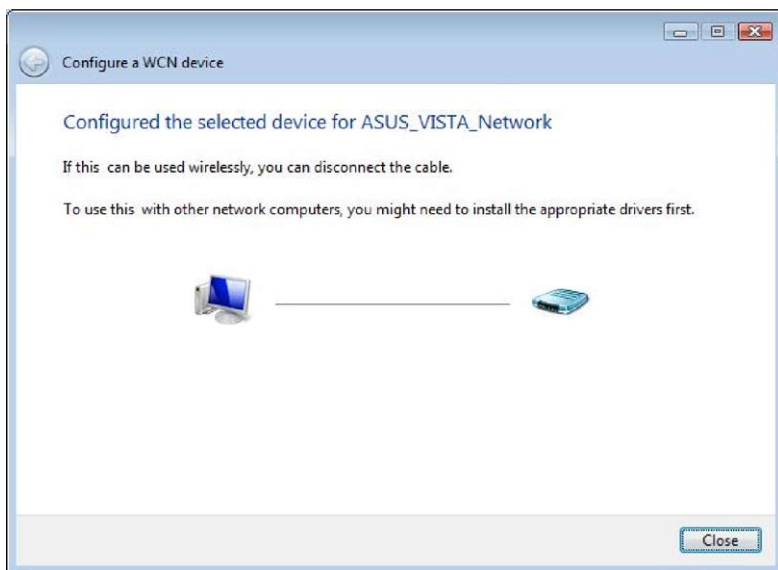 Configure a WCN device
Configured the selected device for ASUS_VISTA_Network
If this can be used wirelessly, you can disconnect the cable.
To use this with other network computers, you might need to install the appropriate drivers first.
Close